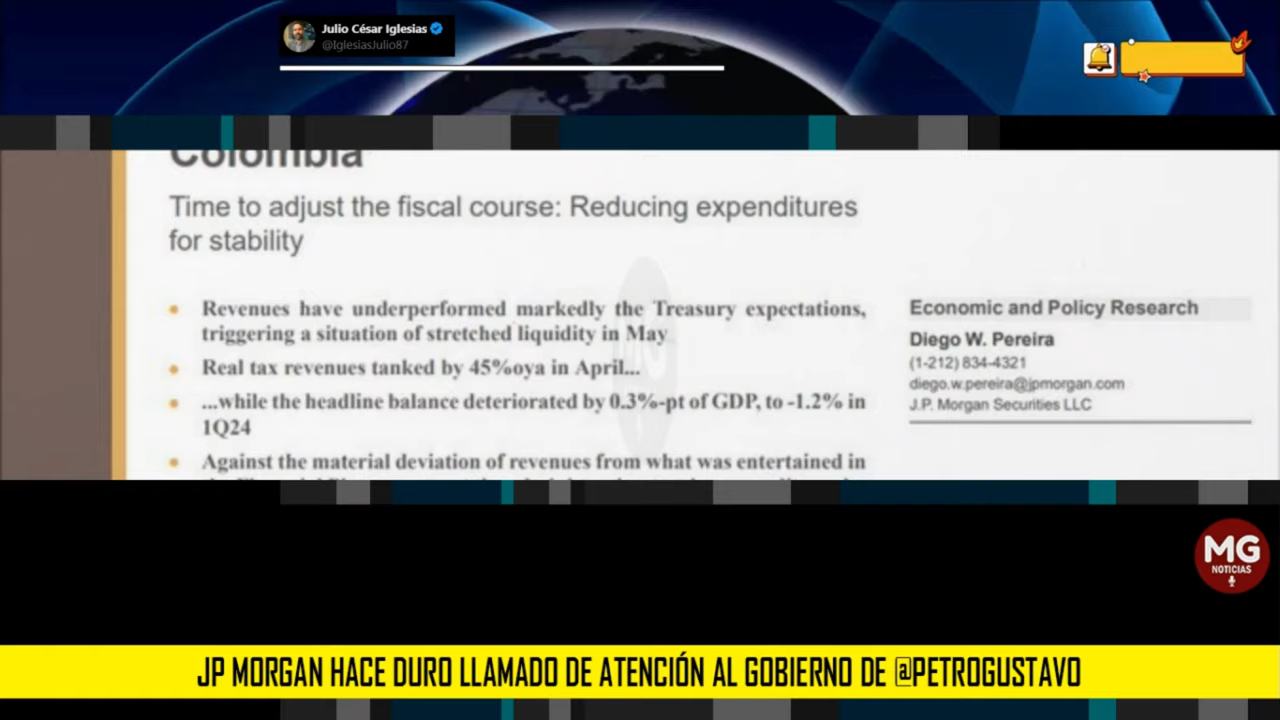 Julio César Iglesias
@IglesiasJulio87
Colombia
Time to adjust the fiscal course: Reducing expenditures
for stability
Revenues have underperformed markedly the Treasury expectations,
triggering a situation of stretched liquidity in May
Real tax revenues tanked by 45%oya in April...
...while the headline balance deteriorated by 0.3%-pt of GDP, to -1.2% in
1Q24
Against the material deviation of revenues from what was entertained in
Economic and Policy Research
Diego W. Pereira
(1-212) 834-4321
diego.w.pereira@jpmorgan.com
J.P. Morgan Securities LLC
MG
NOTICIAS
JP MORGAN HACE DURO LLAMADO DE ATENCIÓN AL GOBIERNO DE @PETROGUSTAVO